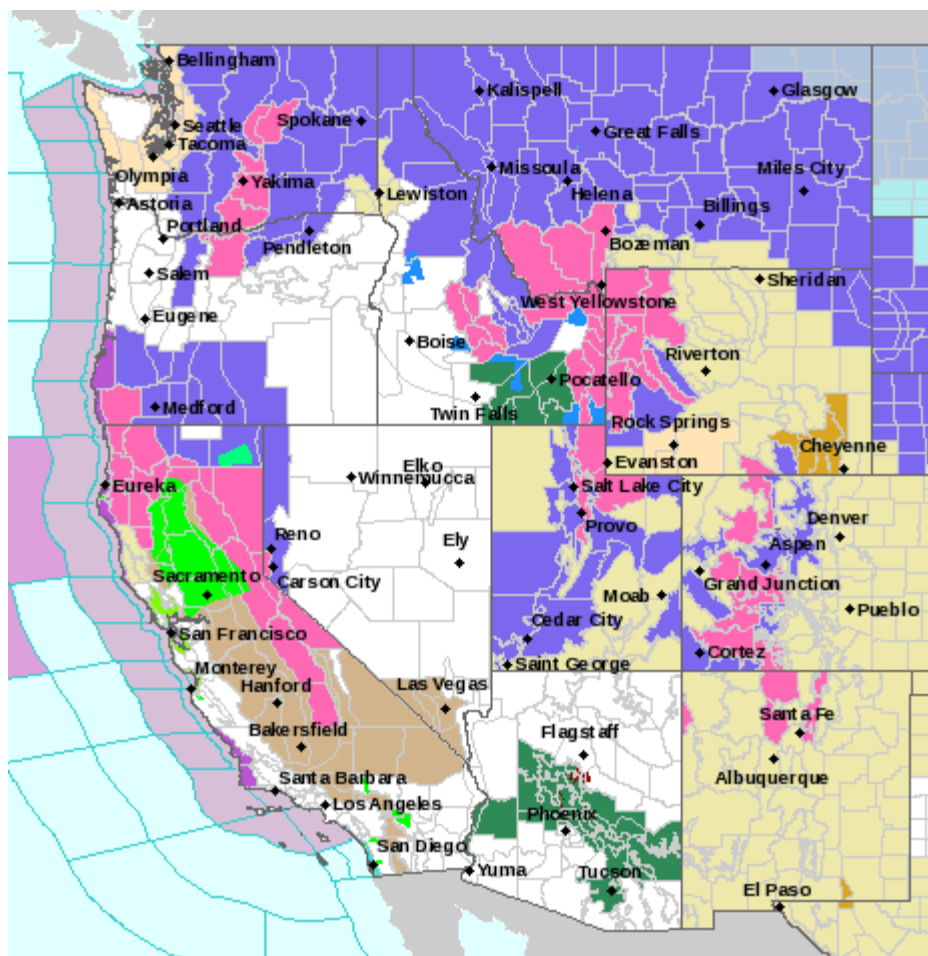 Bellingham
Kalispell
Glasgow
Seattle
Spokane
Great Falls
Tacoma
Olympia
Missoula
Miles City
Yakima
Lewiston
Helena
Astoria
Billings
Portland
Pendleton
Bozeman
Salem
West Yellowstone
Sheridan
Eugene
Boise
Riverton
Pocatello
Medford
Twin Falls
Rock Springs
Cheyenne
Elko
Evanston
Eureka
Winnemucca
Salt Lake City
Provo
Denver
Reno
Ely
Aspen
Sacramento
Carson City
Grand Junction
Moab
Pueblo
Cedar City
San Francisco
Cortez
Saint George
Monterey
Hanford
Las Vegas
Santa Fe
Bakersfield
Flagstaff
Albuquerque
Santa Barbara
Los Angeles
Phoenix
San Diego
Yuma
Tucson
El Paso